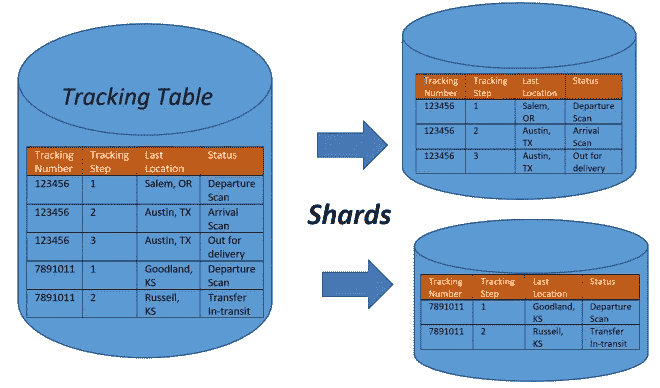 Tracking Table
Tracking Tracking Last Status
Number Step Location
123456 1 Salem, OR Departure
Scan
123456 2 Austin, TX Arrival
Scan
123456 3 Austin, TX Out for
delivery
7891011 1 Goodland, Departure
KS Scan
7891011 2 Russell, Transfer
KS In-transit
Shards
Tracking Tracking Last Status
Number Step Location
123456 1 Salem, Departure
OR Scan
123456 2 Austin, Arrival
TX Scan
123456 3 Austin, Out for
TX delivery
Tracking Tracking Last Status
Number Step Location
7891011 1 Goodland, Departure
KS Scan
7891011 2 Russell, Transfer
KS In-transit